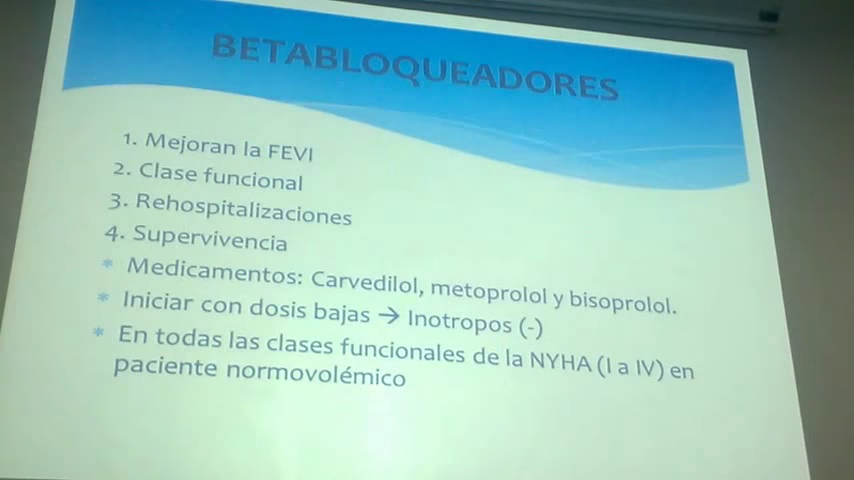 BETABLOQUEADORES
1. Mejoran la FEVI
2. Clase funcional
3. Rehospitalizaciones
4. Supervivencia
* Medicamentos: Carvedilol, metoprolol y bisoprolol.
* Iniciar con dosis bajas → Inotropos (-)
* En todas las clases funcionales de la NYHA (I a IV) en
paciente normovolémico